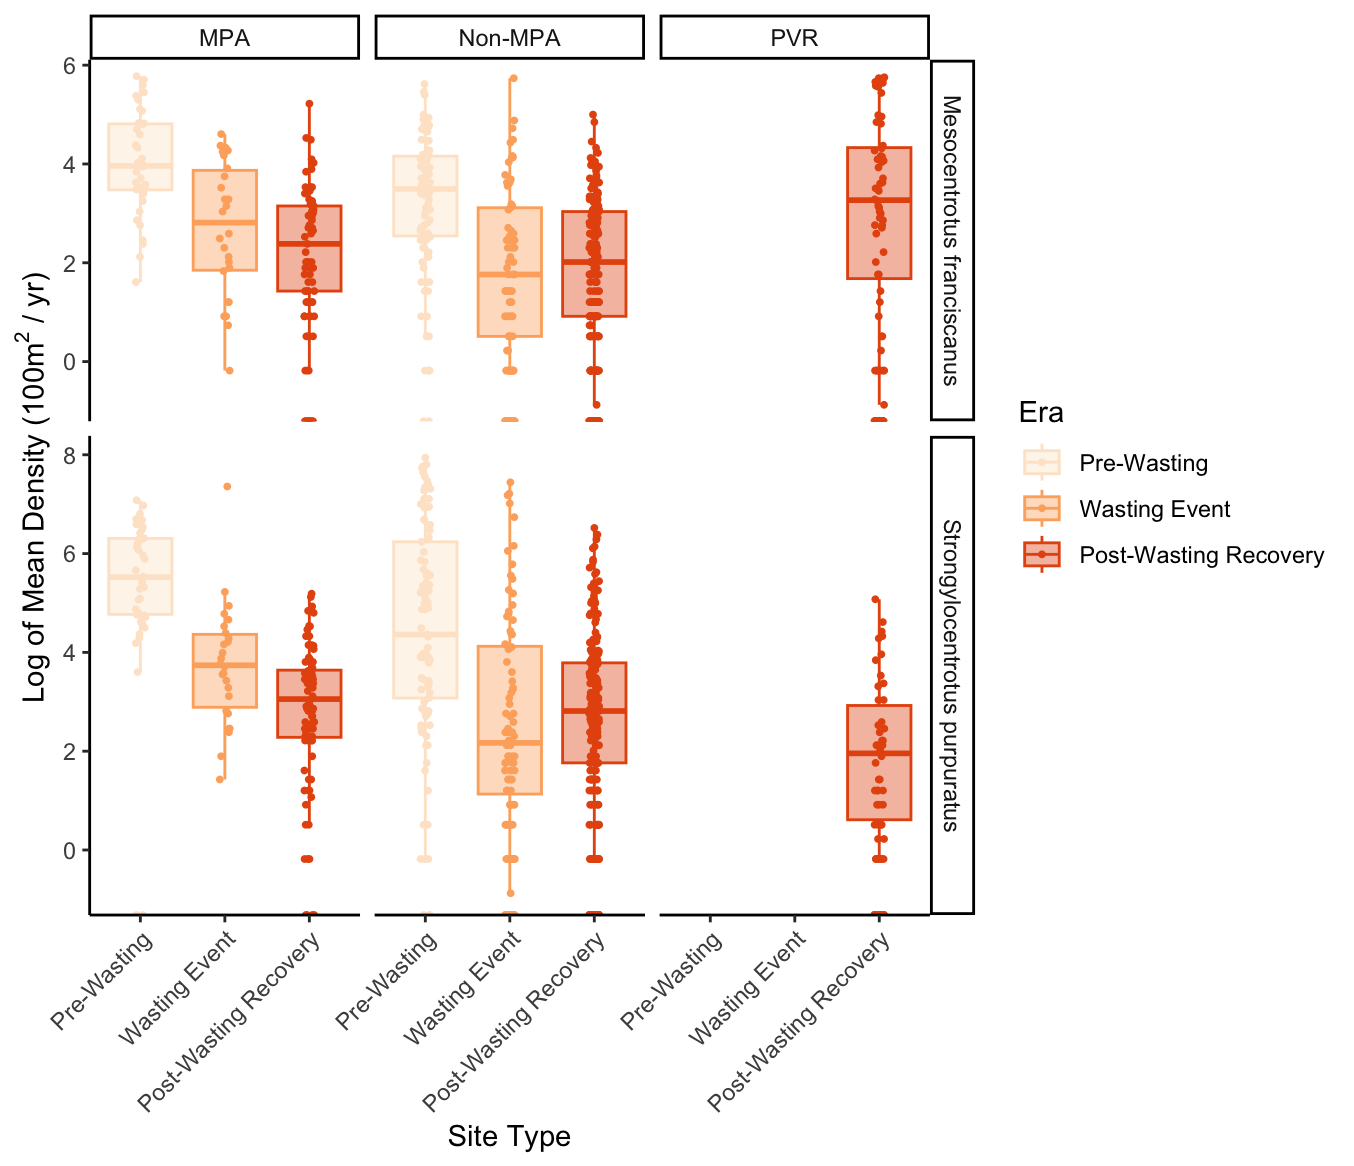 MPA
Non-MPA
PVR
Mesocentrotus franciscanus
Strongylocentrotus purpuratus
Log of Mean Density (100m² / yr)
6
4
2
0
8
6
4
2
0
Pre-Wasting
Wasting Event
Post-Wasting Recovery
Pre-Wasting
Wasting Event
Post-Wasting Recovery
Pre-Wasting
Wasting Event
Post-Wasting Recovery
Site Type
Era
Pre-Wasting
Wasting Event
Post-Wasting Recovery